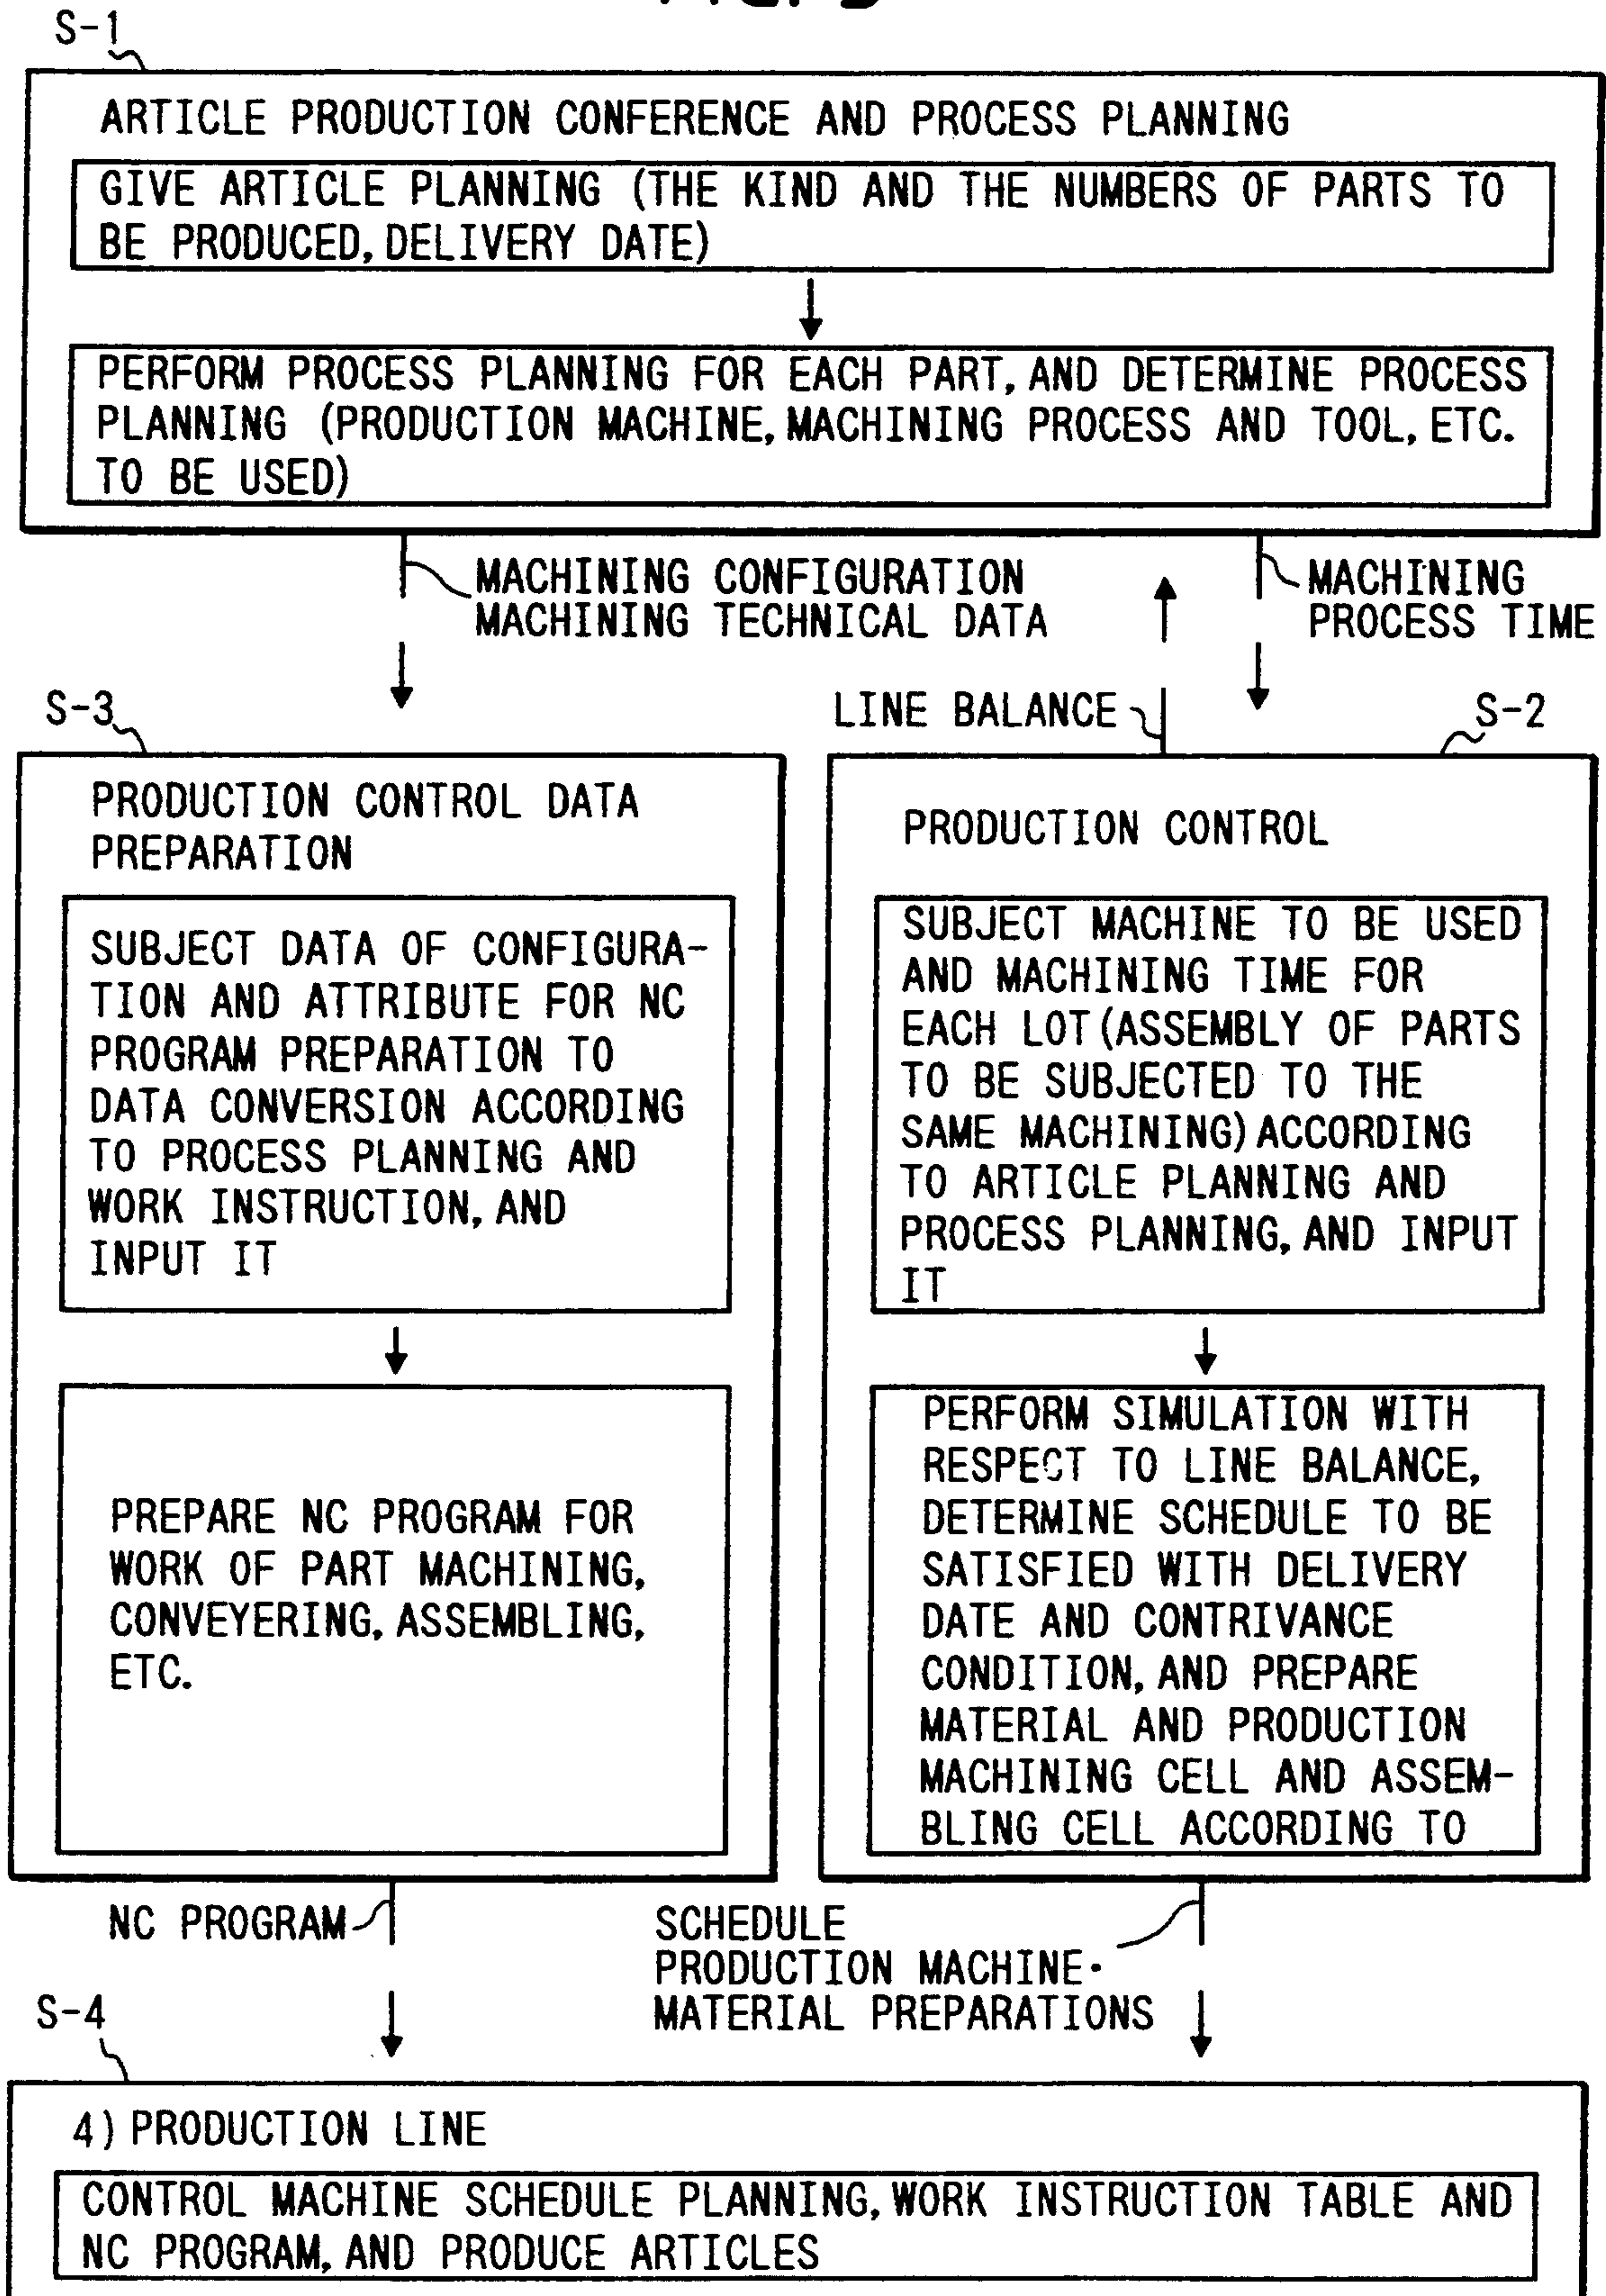 S-1
ARTICLE PRODUCTION CONFERENCE AND PROCESS PLANNING
GIVE ARTICLE PLANNING (THE KIND AND THE NUMBERS OF PARTS TO
BE PRODUCED, DELIVERY DATE)
PERFORM PROCESS PLANNING FOR EACH PART, AND DETERMINE PROCESS
PLANNING (PRODUCTION MACHINE, MACHINING PROCESS AND TOOL, ETC.
TO BE USED)
MACHINING CONFIGURATION
MACHINING TECHNICAL DATA
MACHINING
PROCESS TIME
LINE BALANCE
S-3
PRODUCTION CONTROL DATA
PREPARATION
SUBJECT DATA OF CONFIGURA-
TION AND ATTRIBUTE FOR NC
PROGRAM PREPARATION TO
DATA CONVERSION ACCORDING
TO PROCESS PLANNING AND
WORK INSTRUCTION, AND
INPUT IT
PREPARE NC PROGRAM FOR
WORK OF PART MACHINING,
CONVEYERING, ASSEMBLING,
ETC.
S-2
PRODUCTION CONTROL
SUBJECT MACHINE TO BE USED
AND MACHINING TIME FOR
EACH LOT (ASSEMBLY OF PARTS
TO BE SUBJECTED TO THE
SAME MACHINING) ACCORDING
TO ARTICLE PLANNING AND
PROCESS PLANNING, AND INPUT
IT
PERFORM SIMULATION WITH
RESPECT TO LINE BALANCE,
DETERMINE SCHEDULE TO BE
SATISFIED WITH DELIVERY
DATE AND CONTRIVANCE
CONDITION, AND PREPARE
MATERIAL AND PRODUCTION
MACHINING CELL AND ASSEM-
BLING CELL ACCORDING TO
NC PROGRAM
SCHEDULE
PRODUCTION MACHINE·
MATERIAL PREPARATIONS
S-4
4) PRODUCTION LINE
CONTROL MACHINE SCHEDULE PLANNING, WORK INSTRUCTION TABLE AND
NC PROGRAM, AND PRODUCE ARTICLES